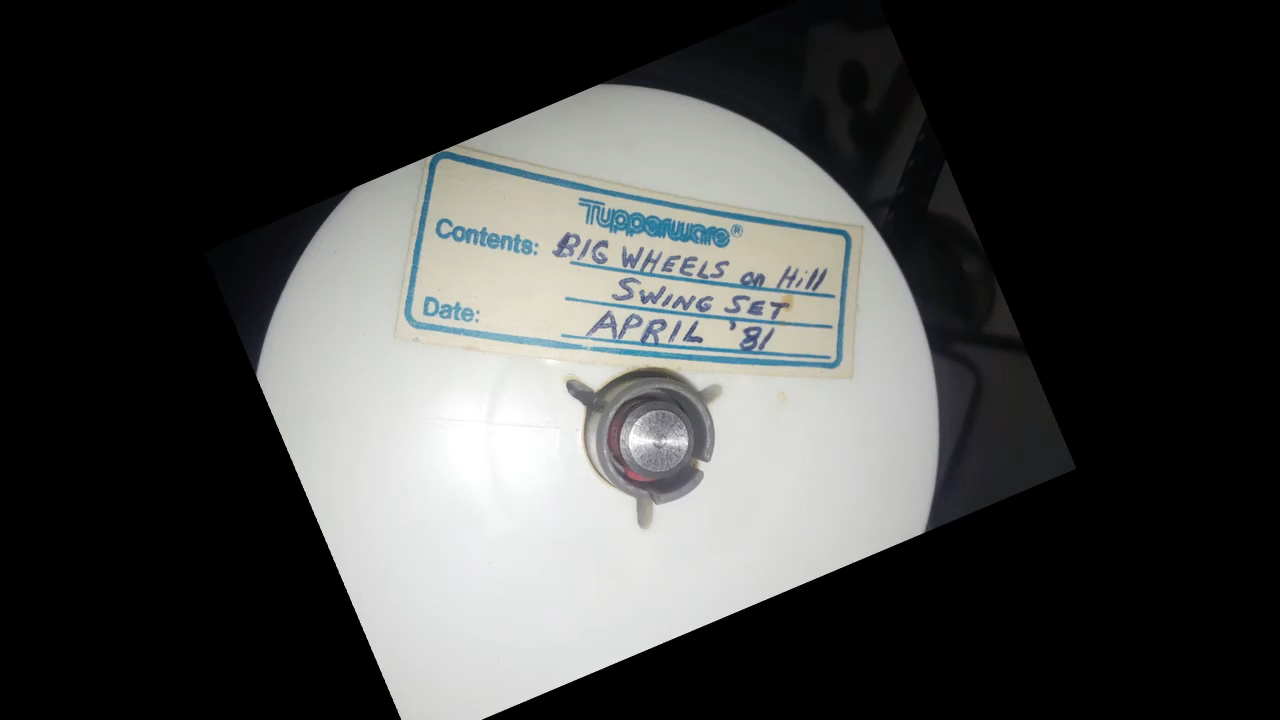 Tupperware®
Contents: BIG WHEELS on Hill
SWING SET
Date: APRIL '81